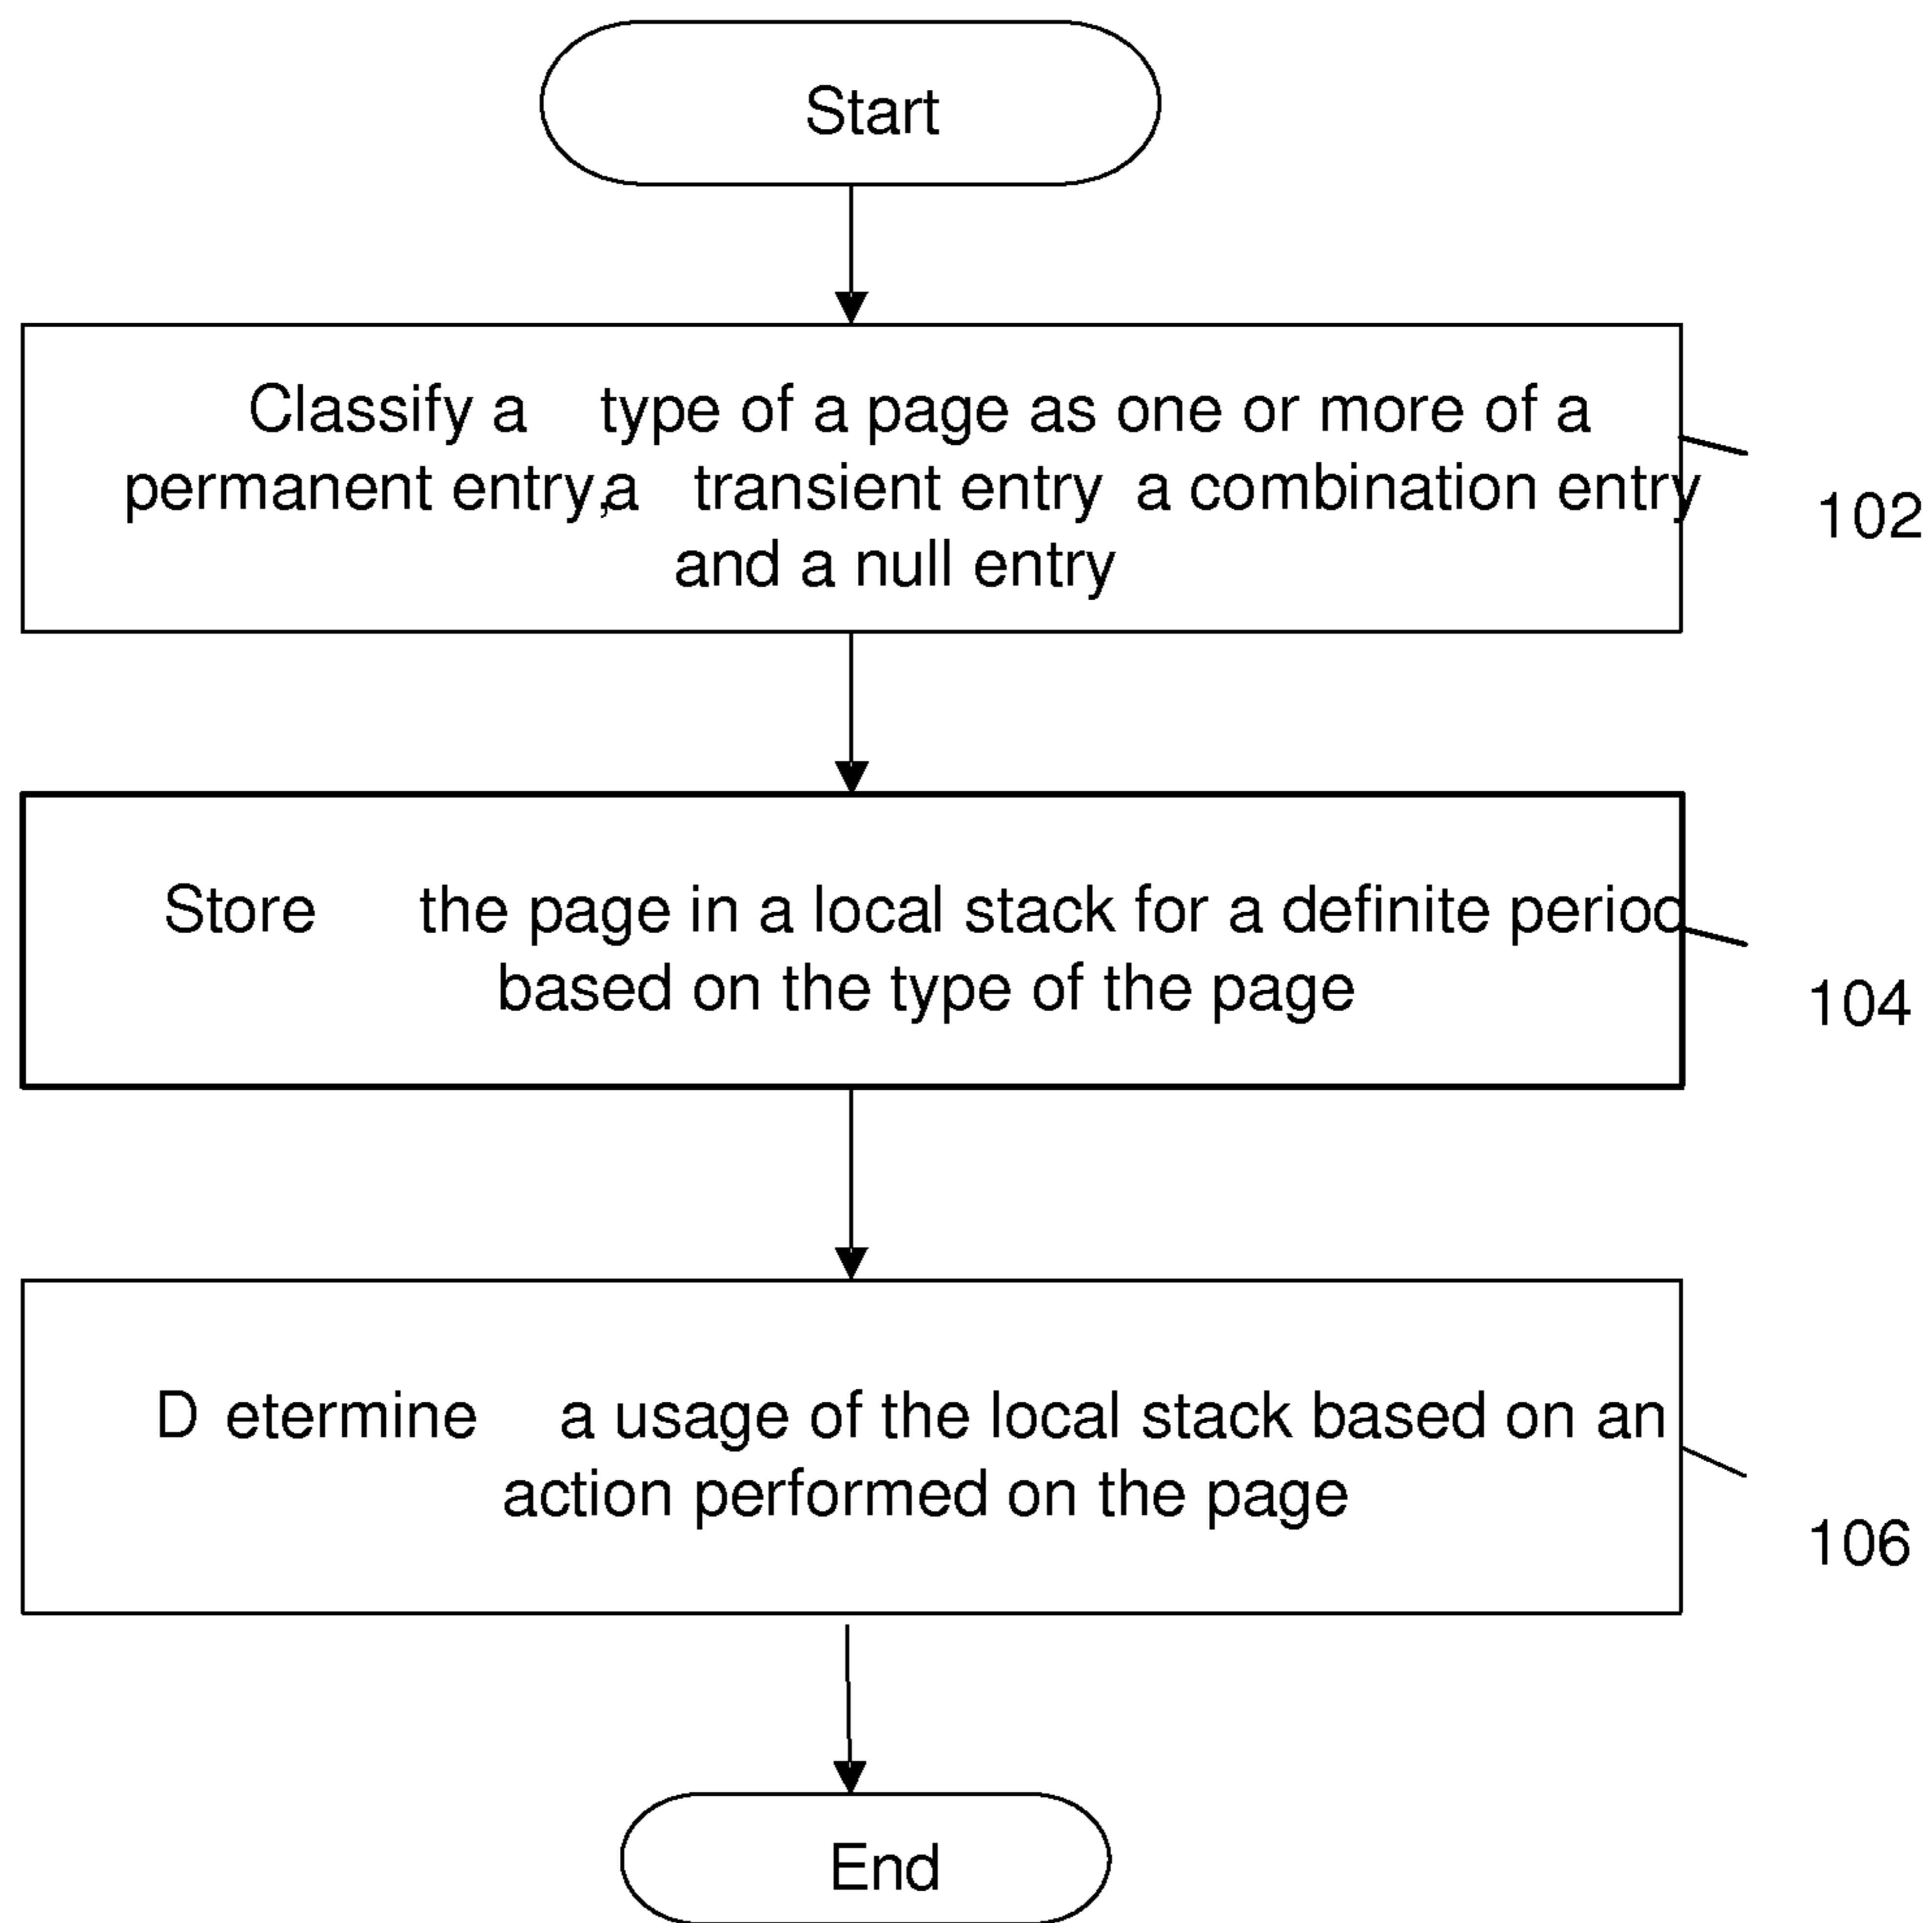 Start
Classify a type of a page as one or more of a
permanent entry, a transient entry a combination entry
and a null entry
102
Store the page in a local stack for a definite period
based on the type of the page
104
D etermine a usage of the local stack based on an
action performed on the page
106
End